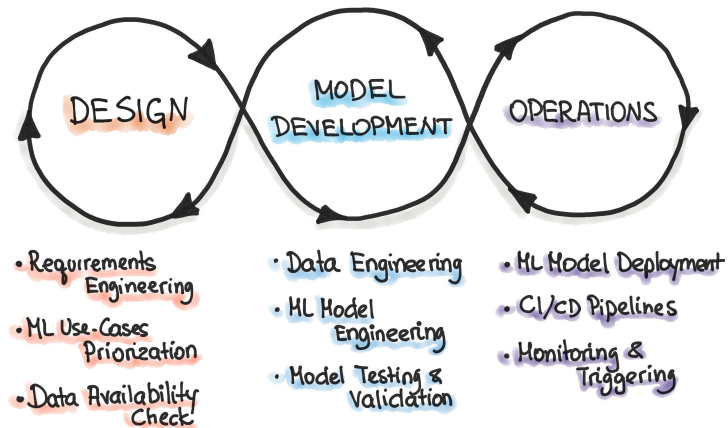 DESIGN
MODEL
DEVELOPMENT
OPERATIONS
• Requirements
Engineering
• ML Use-Cases
Priorization
• Data Availability
Check
• Data Engineering
• ML Model
Engineering
• Model Testing &
Validation
• ML Model Deployment
• CI/CD Pipelines
• Monitoring &
Triggering